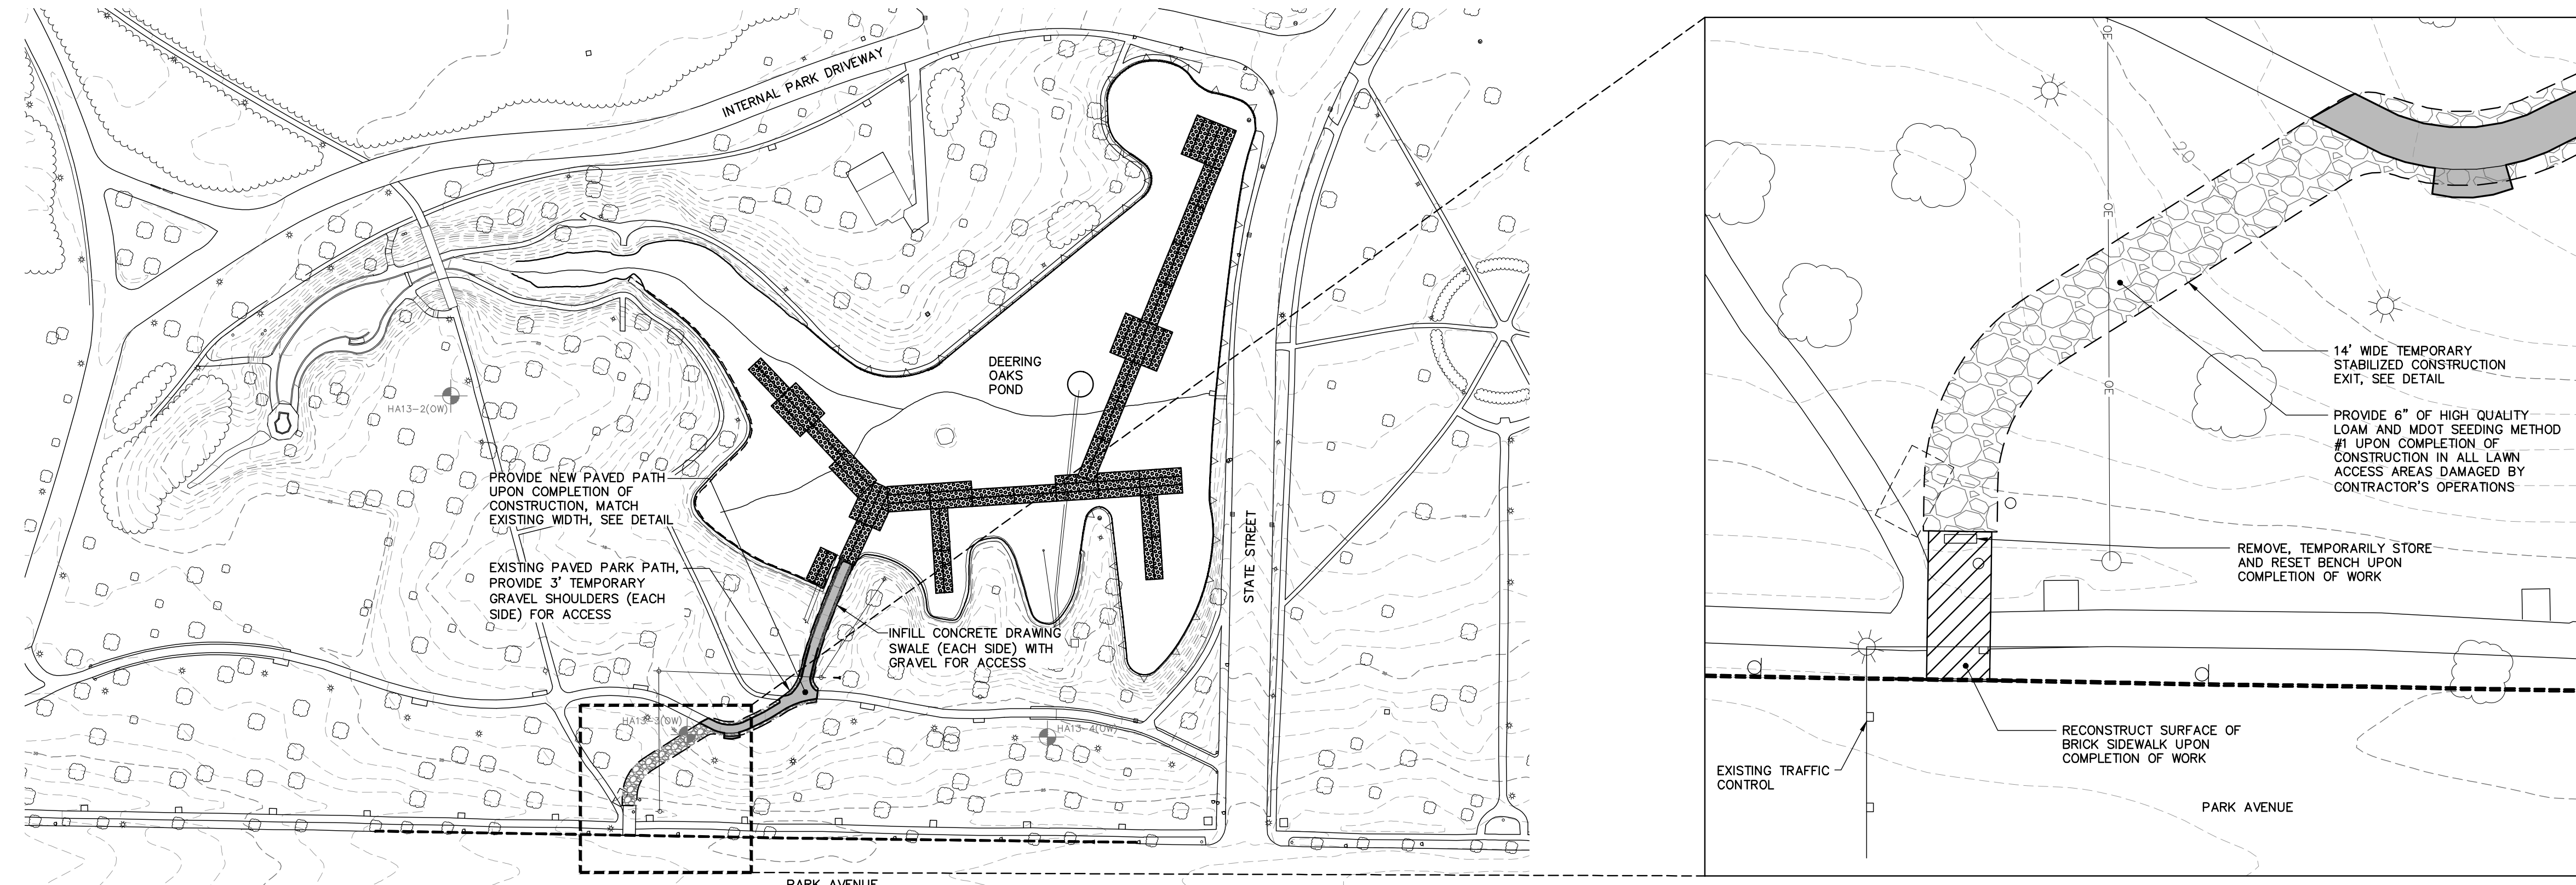 INTERNAL PARK DRIVEWAY
DEERING
OAKS
POND
HA13-2(OW)
PROVIDE NEW PAVED PATH
UPON COMPLETION OF
CONSTRUCTION, MATCH
EXISTING WIDTH, SEE DETAIL
EXISTING PAVED PARK PATH,
PROVIDE 3' TEMPORARY
GRAVEL SHOULDERS (EACH
SIDE) FOR ACCESS
INFILL CONCRETE DRAWING
SWALE (EACH SIDE) WITH
GRAVEL FOR ACCESS
STATE STREET
HA13-3(OW)
HA13-4(OW)
PARK AVENUE
OE
OE
OE
20
14' WIDE TEMPORARY
STABILIZED CONSTRUCTION
EXIT, SEE DETAIL
PROVIDE 6" OF HIGH QUALITY
LOAM AND MDOT SEEDING METHOD
#1 UPON COMPLETION OF
CONSTRUCTION IN ALL LAWN
ACCESS AREAS DAMAGED BY
CONTRACTOR'S OPERATIONS
REMOVE, TEMPORARILY STORE
AND RESET BENCH UPON
COMPLETION OF WORK
RECONSTRUCT SURFACE OF
BRICK SIDEWALK UPON
COMPLETION OF WORK
EXISTING TRAFFIC
CONTROL
PARK AVENUE